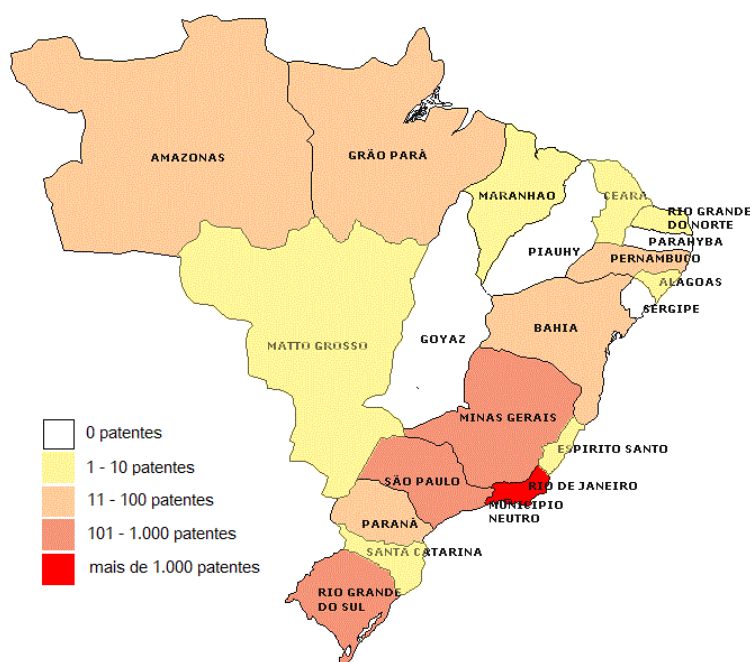 AMAZONAS
GRÃO PARÀ
MARANHAO
CEARA
RIO GRANDE
DO NORTE
PARAHYBA
PIAUHY
PERNAMBUCO
ALAGOAS
SERGIPE
BAHIA
GOYAZ
MATTO GROSSO
MINAS GERAIS
ESPIRITO SANTO
SÃO PAULO
RIO DE JANEIRO
MUNICIPIO
NEUTRO
PARANÀ
SANTA CATARINA
RIO GRANDE
DO SUL
0 patentes
1 - 10 patentes
11 - 100 patentes
101 - 1.000 patentes
mais de 1.000 patentes